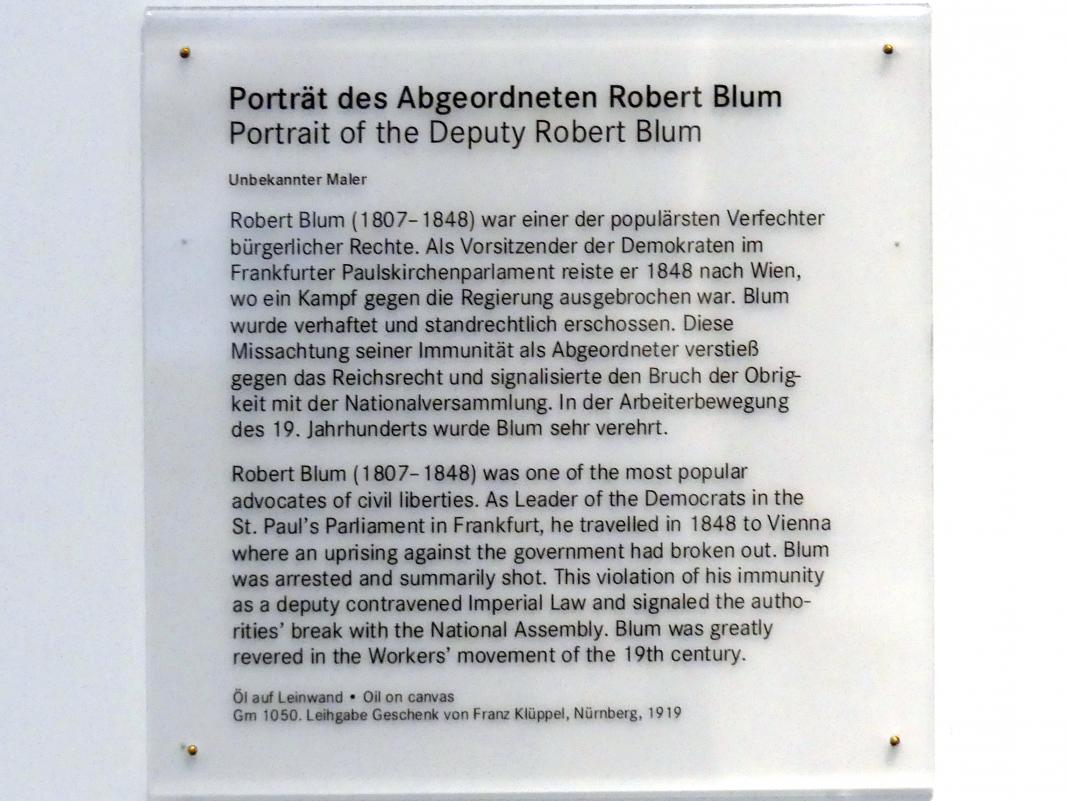 Porträt des Abgeordneten Robert Blum
Portrait of the Deputy Robert Blum
Unbekannter Maler
Robert Blum (1807–1848) war einer der populärsten Verfechter
bürgerlicher Rechte. Als Vorsitzender der Demokraten im
Frankfurter Paulskirchenparlament reiste er 1848 nach Wien,
wo ein Kampf gegen die Regierung ausgebrochen war. Blum
wurde verhaftet und standrechtlich erschossen. Diese
Missachtung seiner Immunität als Abgeordneter verstieß
gegen das Reichsrecht und signalisierte den Bruch der Obrig-
keit mit der Nationalversammlung. In der Arbeiterbewegung
des 19. Jahrhunderts wurde Blum sehr verehrt.
Robert Blum (1807–1848) was one of the most popular
advocates of civil liberties. As Leader of the Democrats in the
St. Paul's Parliament in Frankfurt, he travelled in 1848 to Vienna
where an uprising against the government had broken out. Blum
was arrested and summarily shot. This violation of his immunity
as a deputy contravened Imperial Law and signaled the autho-
rities' break with the National Assembly. Blum was greatly
revered in the Workers' movement of the 19th century.
Öl auf Leinwand • Oil on canvas
Gm 1050. Leihgabe Geschenk von Franz Klüppel, Nürnberg, 1919